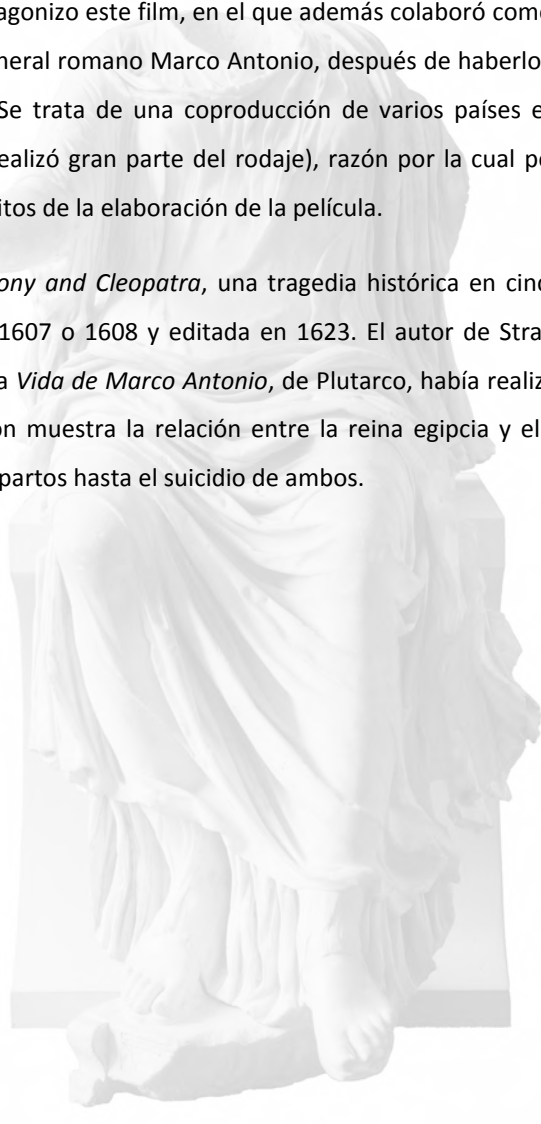 agonizo este film, en el que además colaboró como
neral romano Marco Antonio, después de haberlo
Se trata de una coproducción de varios países e
ealizó gran parte del rodaje), razón por la cual p
itos de la elaboración de la película.
ony and Cleopatra, una tragedia histórica en cinc
1607 o 1608 y editada en 1623. El autor de Stra
a Vida de Marco Antonio, de Plutarco, había realiz
ón muestra la relación entre la reina egipcia y el
partos hasta el suicidio de ambos.